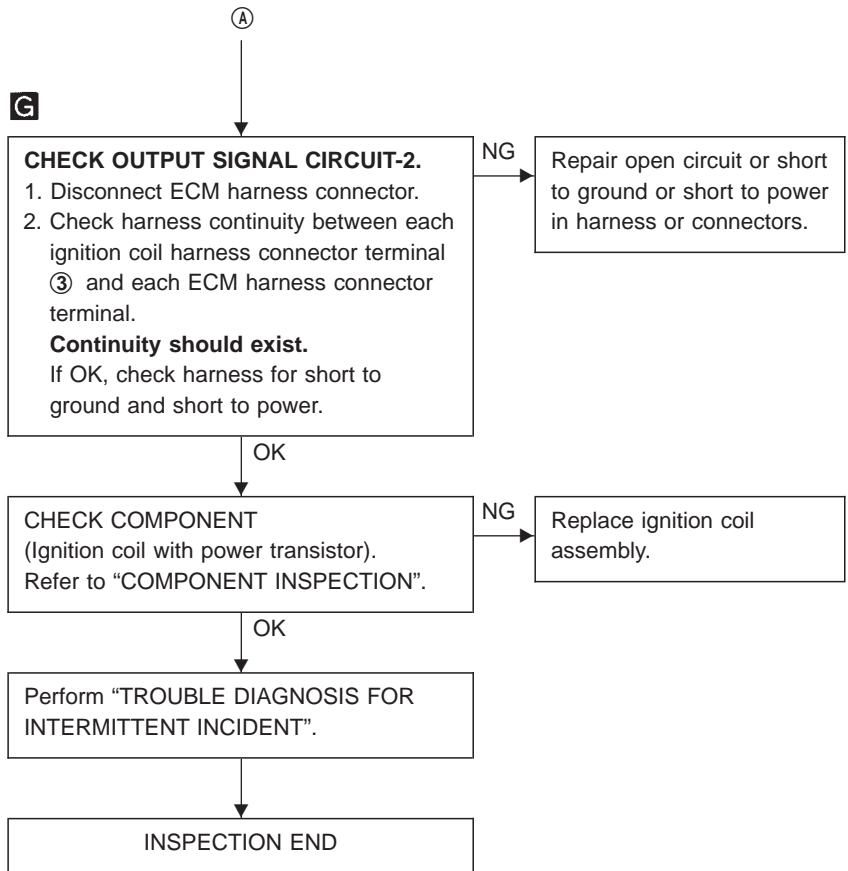 Ⓐ
G
CHECK OUTPUT SIGNAL CIRCUIT-2.
1. Disconnect ECM harness connector.
2. Check harness continuity between each
ignition coil harness connector terminal
③ and each ECM harness connector
terminal.
Continuity should exist.
If OK, check harness for short to
ground and short to power.
NG
Repair open circuit or short
to ground or short to power
in harness or connectors.
OK
CHECK COMPONENT
(Ignition coil with power transistor).
Refer to “COMPONENT INSPECTION”.
NG
Replace ignition coil
assembly.
OK
Perform “TROUBLE DIAGNOSIS FOR
INTERMITTENT INCIDENT”.
INSPECTION END